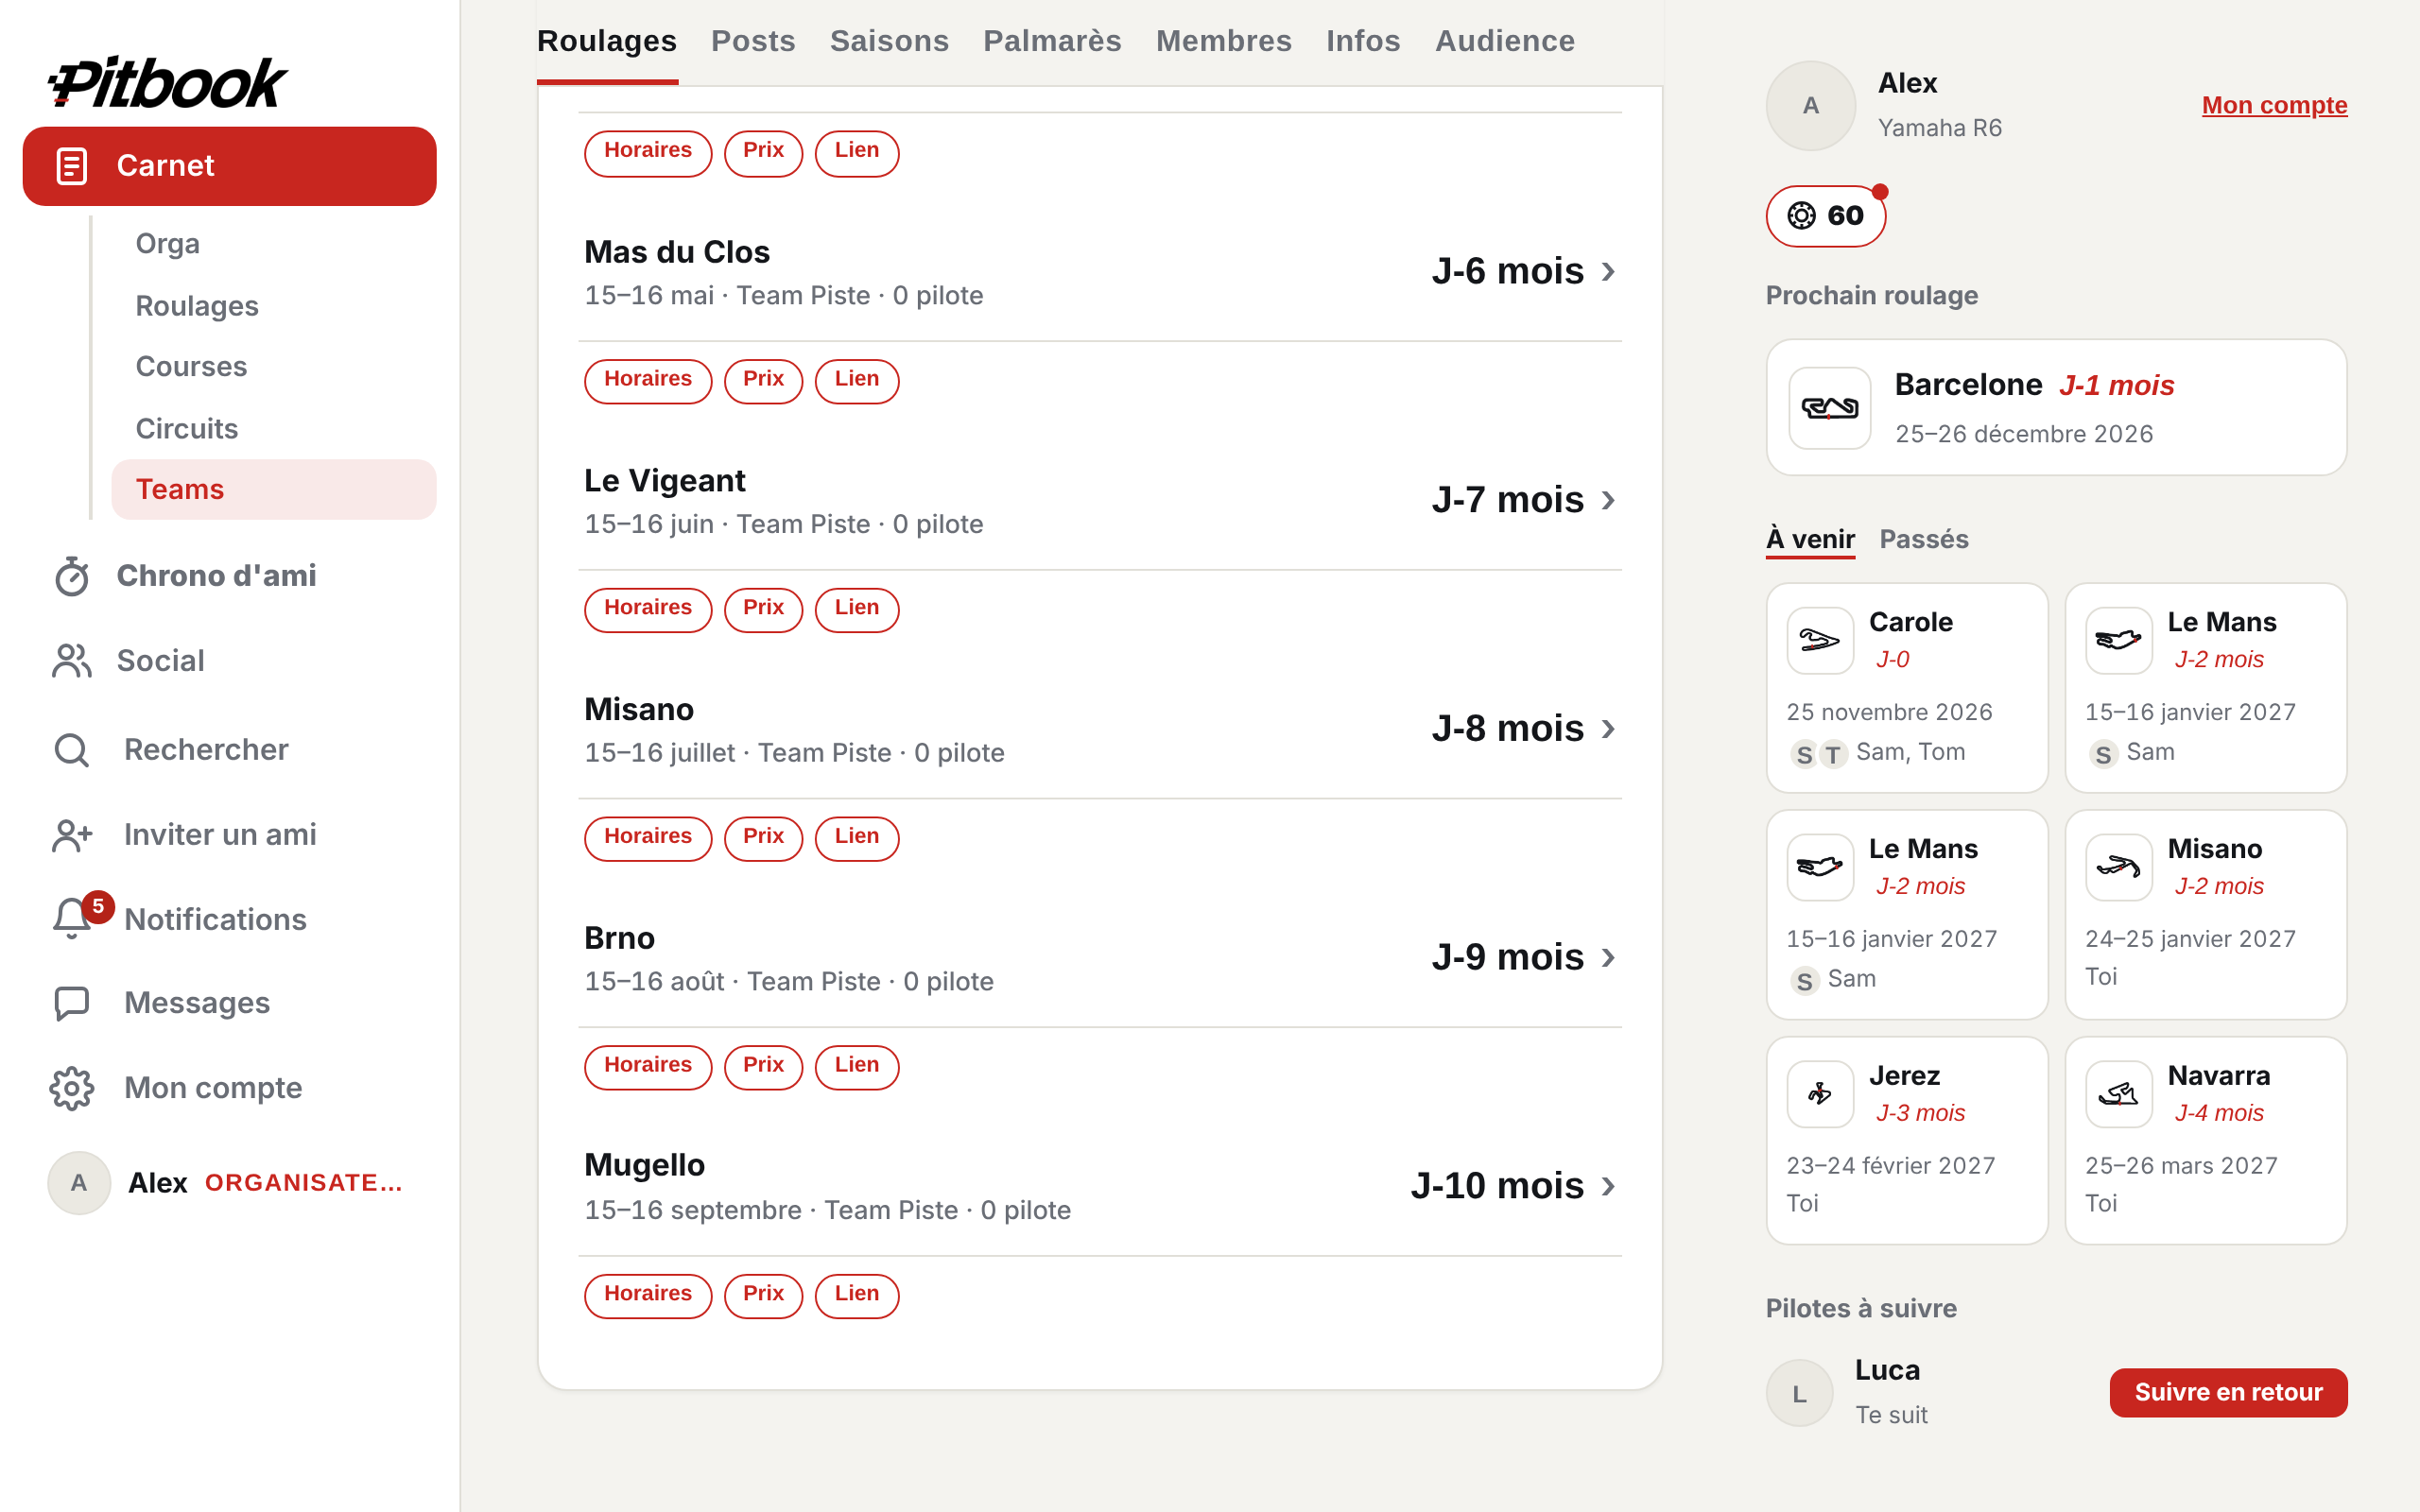 Pitbook
Carnet
Orga
Roulages
Courses
Circuits
Teams
Chrono d'ami
Social
Rechercher
Inviter un ami
5
Notifications
Messages
Mon compte
A
Alex ORGANISATE...
Roulages Posts Saisons Palmarès Membres Infos Audience
Horaires Prix Lien
Mas du Clos
15–16 mai · Team Piste · 0 pilote
J-6 mois ›
Horaires Prix Lien
Le Vigeant
15–16 juin · Team Piste · 0 pilote
J-7 mois ›
Horaires Prix Lien
Misano
15–16 juillet · Team Piste · 0 pilote
J-8 mois ›
Horaires Prix Lien
Brno
15–16 août · Team Piste · 0 pilote
J-9 mois ›
Horaires Prix Lien
Mugello
15–16 septembre · Team Piste · 0 pilote
J-10 mois ›
Horaires Prix Lien
A
Alex
Yamaha R6
Mon compte
60
Prochain roulage
Barcelone J-1 mois
25–26 décembre 2026
À venir Passés
Carole
J-0
25 novembre 2026
S T Sam, Tom
Le Mans
J-2 mois
15–16 janvier 2027
S Sam
Le Mans
J-2 mois
15–16 janvier 2027
S Sam
Misano
J-2 mois
24–25 janvier 2027
Toi
Jerez
J-3 mois
23–24 février 2027
Toi
Navarra
J-4 mois
25–26 mars 2027
Toi
Pilotes à suivre
L
Luca
Te suit
Suivre en retour